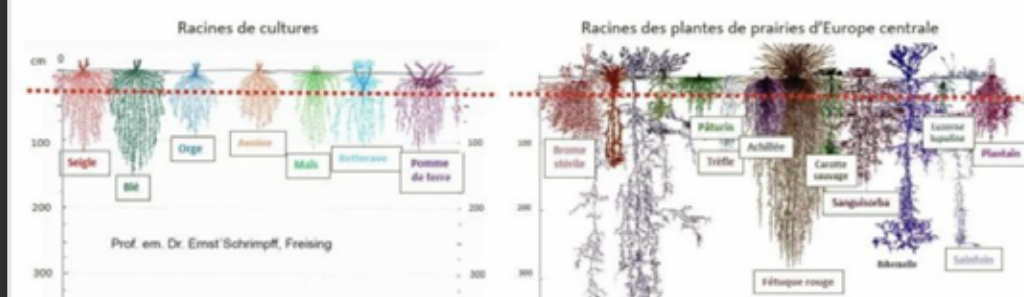 Racines de cultures
cm
0
100
200
300
Seigle
Blé
Orge
Avoine
Maïs
Betterave
Pomme
de terre
100
200
300
Prof. em. Dr. Ernst Schrimpff, Freising
Racines des plantes de prairies d'Europe centrale
100
200
300
Brome
stérile
Pâturin
Trèfle
Achillée
Fétuque rouge
Carotte
sauvage
Sanguisorba
Luzerne
lupuline
Plantain
Sainfoin